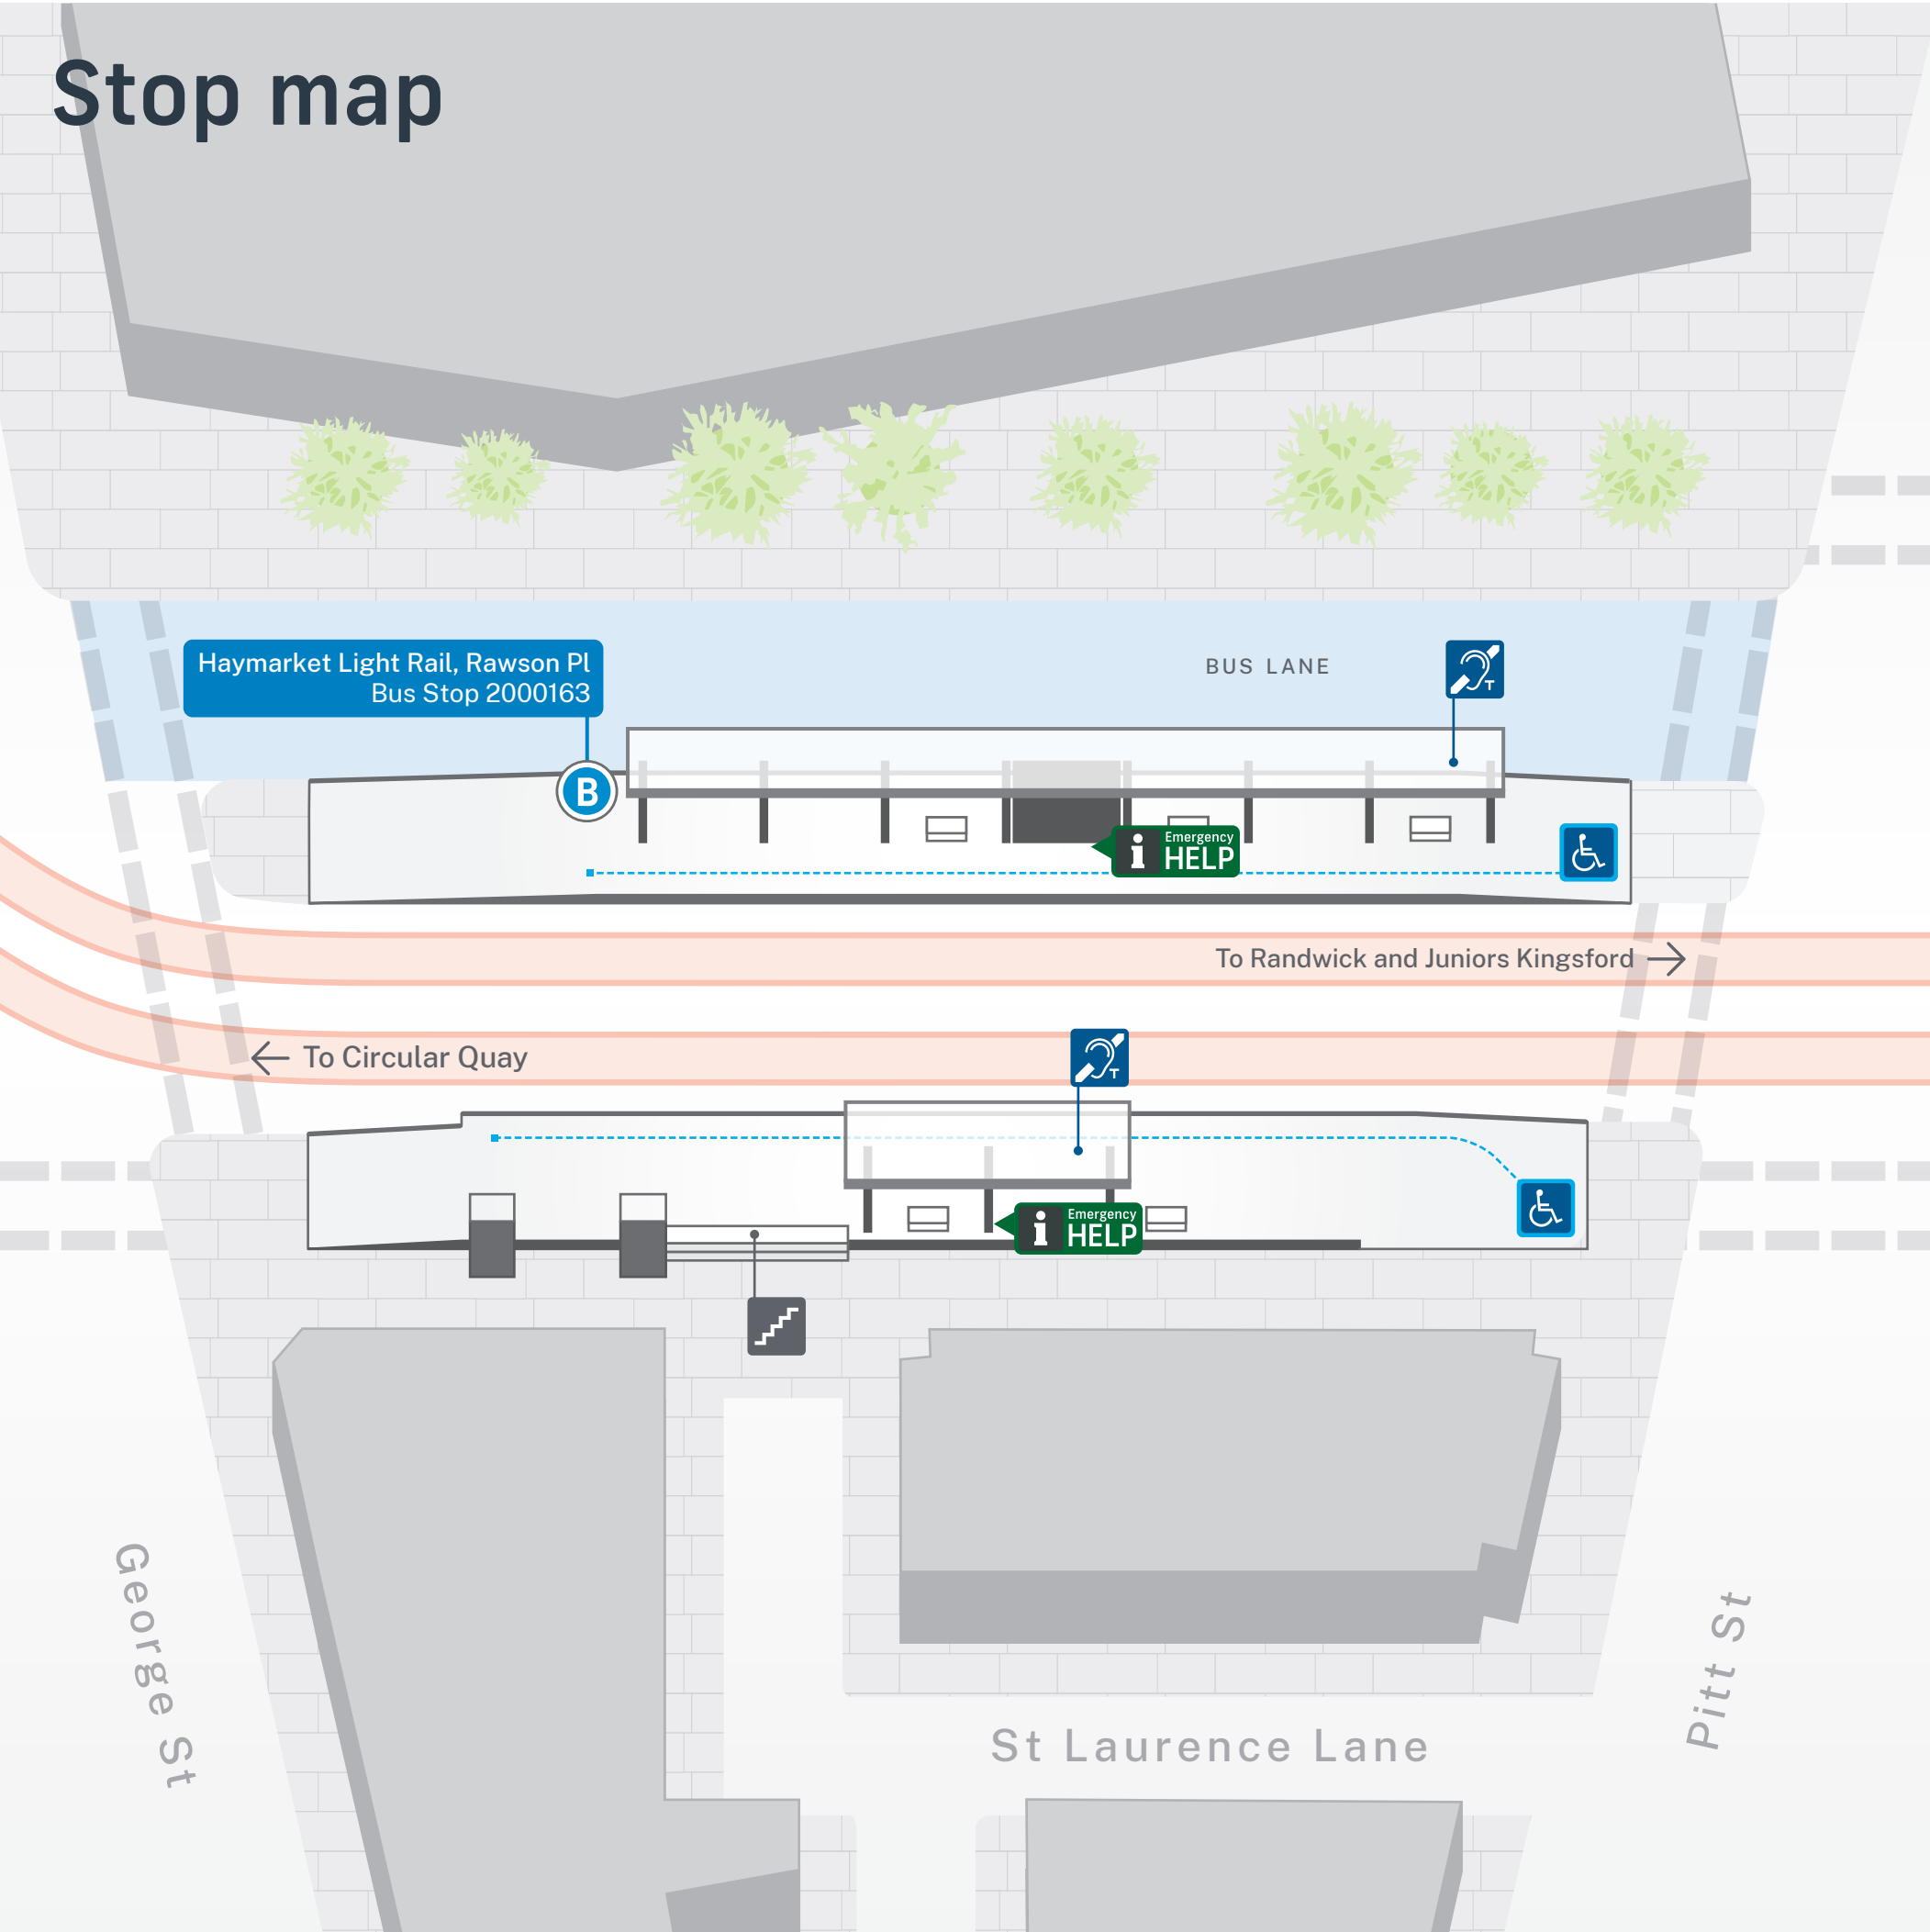 Stop map
Haymarket Light Rail, Rawson Pl
Bus Stop 2000163
BUS LANE
T
B
i
Emergency
HELP
To Randwick and Juniors Kingsford
To Circular Quay
T
i
Emergency
HELP
George St
Pitt St
St Laurence Lane